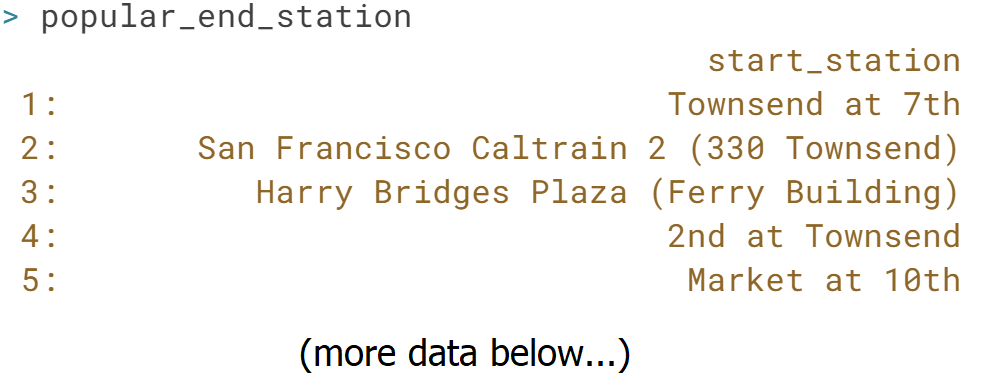 > popular_end_station
start_station
1: Townsend at 7th
2: San Francisco Caltrain 2 (330 Townsend)
3: Harry Bridges Plaza (Ferry Building)
4: 2nd at Townsend
5: Market at 10th
(more data below...)